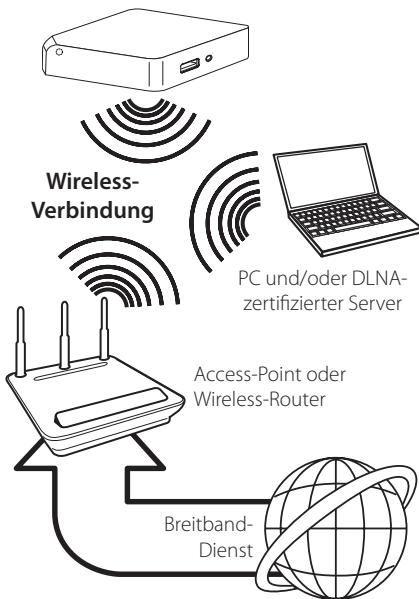 Wireless-
Verbindung
PC und/oder DLNA-
zertifizierter Server
Access-Point oder
Wireless-Router
Breitband-
Dienst